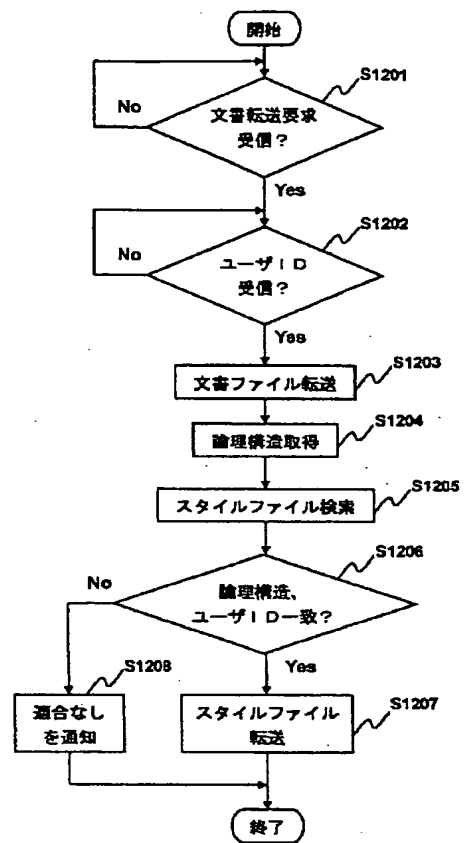 開始
S1201
No
文書転送要求
受信?
Yes
S1202
No
ユーザID
受信?
Yes
文書ファイル転送
S1203
論理構造取得
S1204
スタイルファイル検索
S1205
S1206
No
論理構造、
ユーザID一致?
Yes
S1208
適合なし
を通知
スタイルファイル
転送
S1207
終了